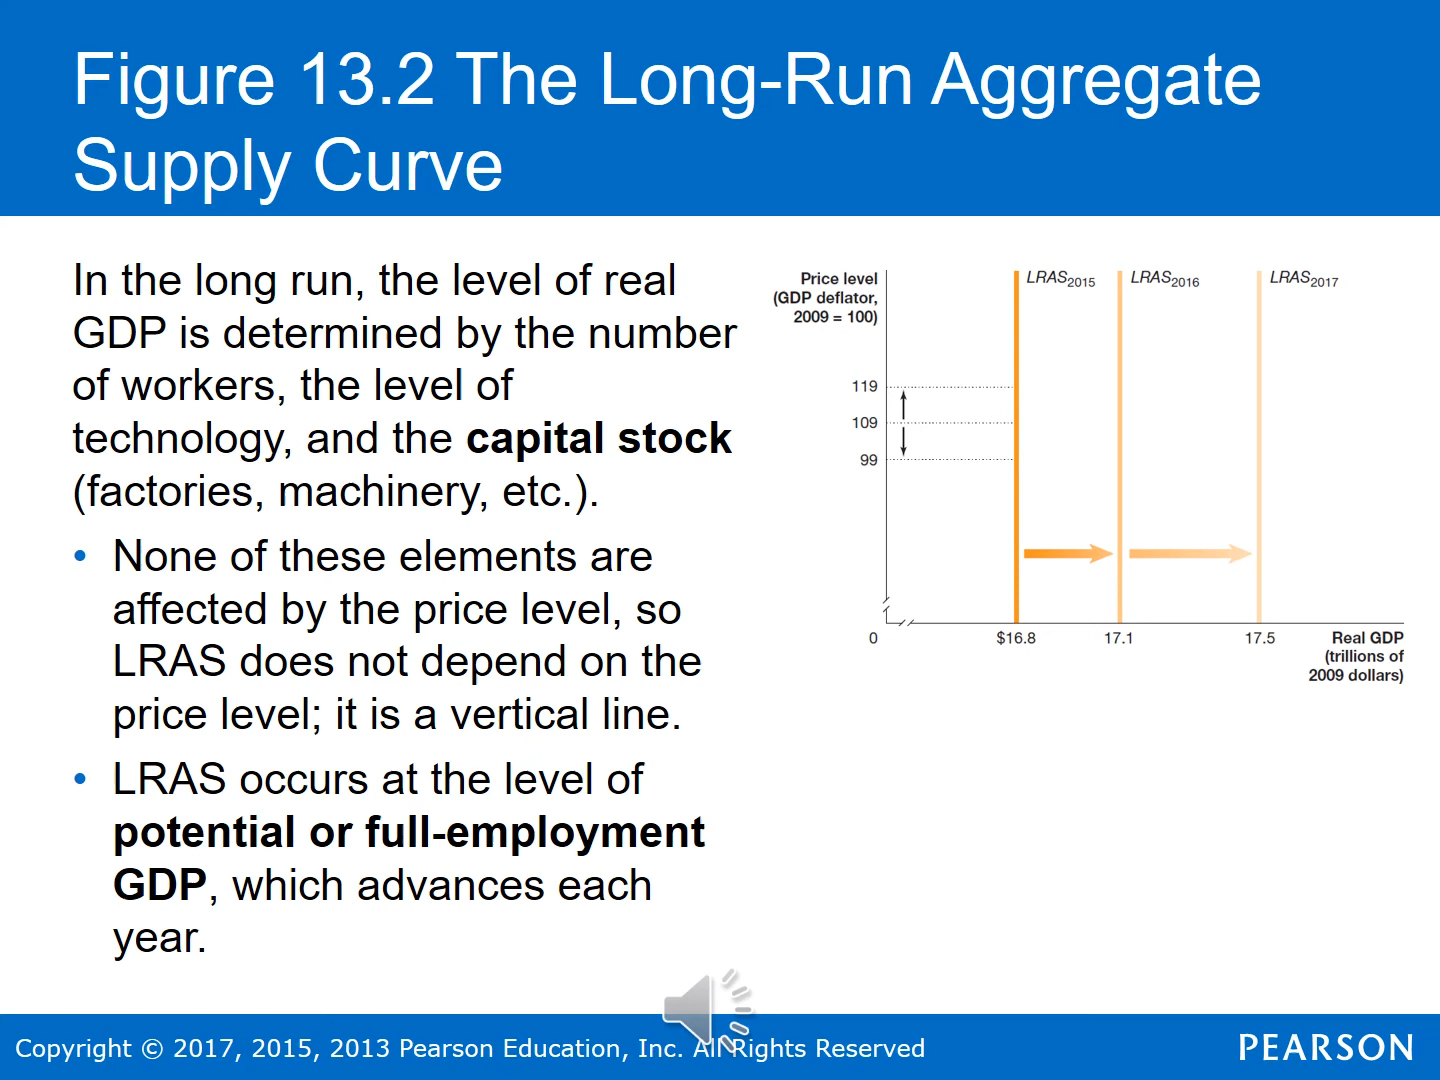 Figure 13.2 The Long-Run Aggregate
Supply Curve
In the long run, the level of real
GDP is determined by the number
of workers, the level of
technology, and the capital stock
(factories, machinery, etc.).
• None of these elements are
affected by the price level, so
LRAS does not depend on the
price level; it is a vertical line.
• LRAS occurs at the level of
potential or full-employment
GDP, which advances each
year.
Price level
(GDP deflator,
2009 = 100)
LRAS2015
LRAS2016
LRAS2017
119
109
99
0
$16.8
17.1
17.5
Real GDP
(trillions of
2009 dollars)
Copyright © 2017, 2015, 2013 Pearson Education, Inc. All Rights Reserved
PEARSON